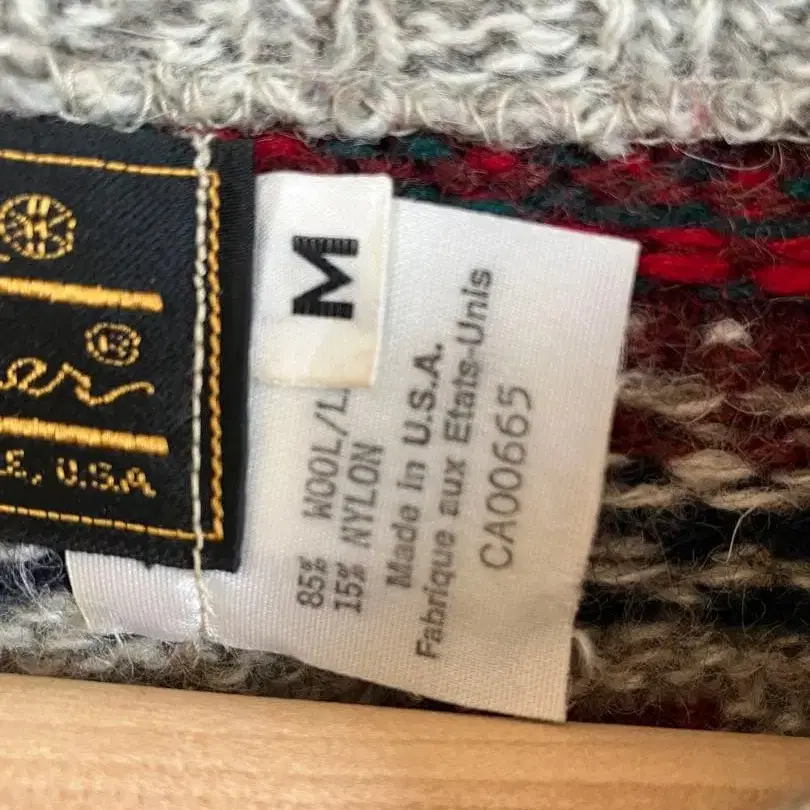 M
85% WOOL/L
15% NYLON
Made in U.S.A.
Fabrique aux Etats-Unis
CA00665
E, U.S.A.